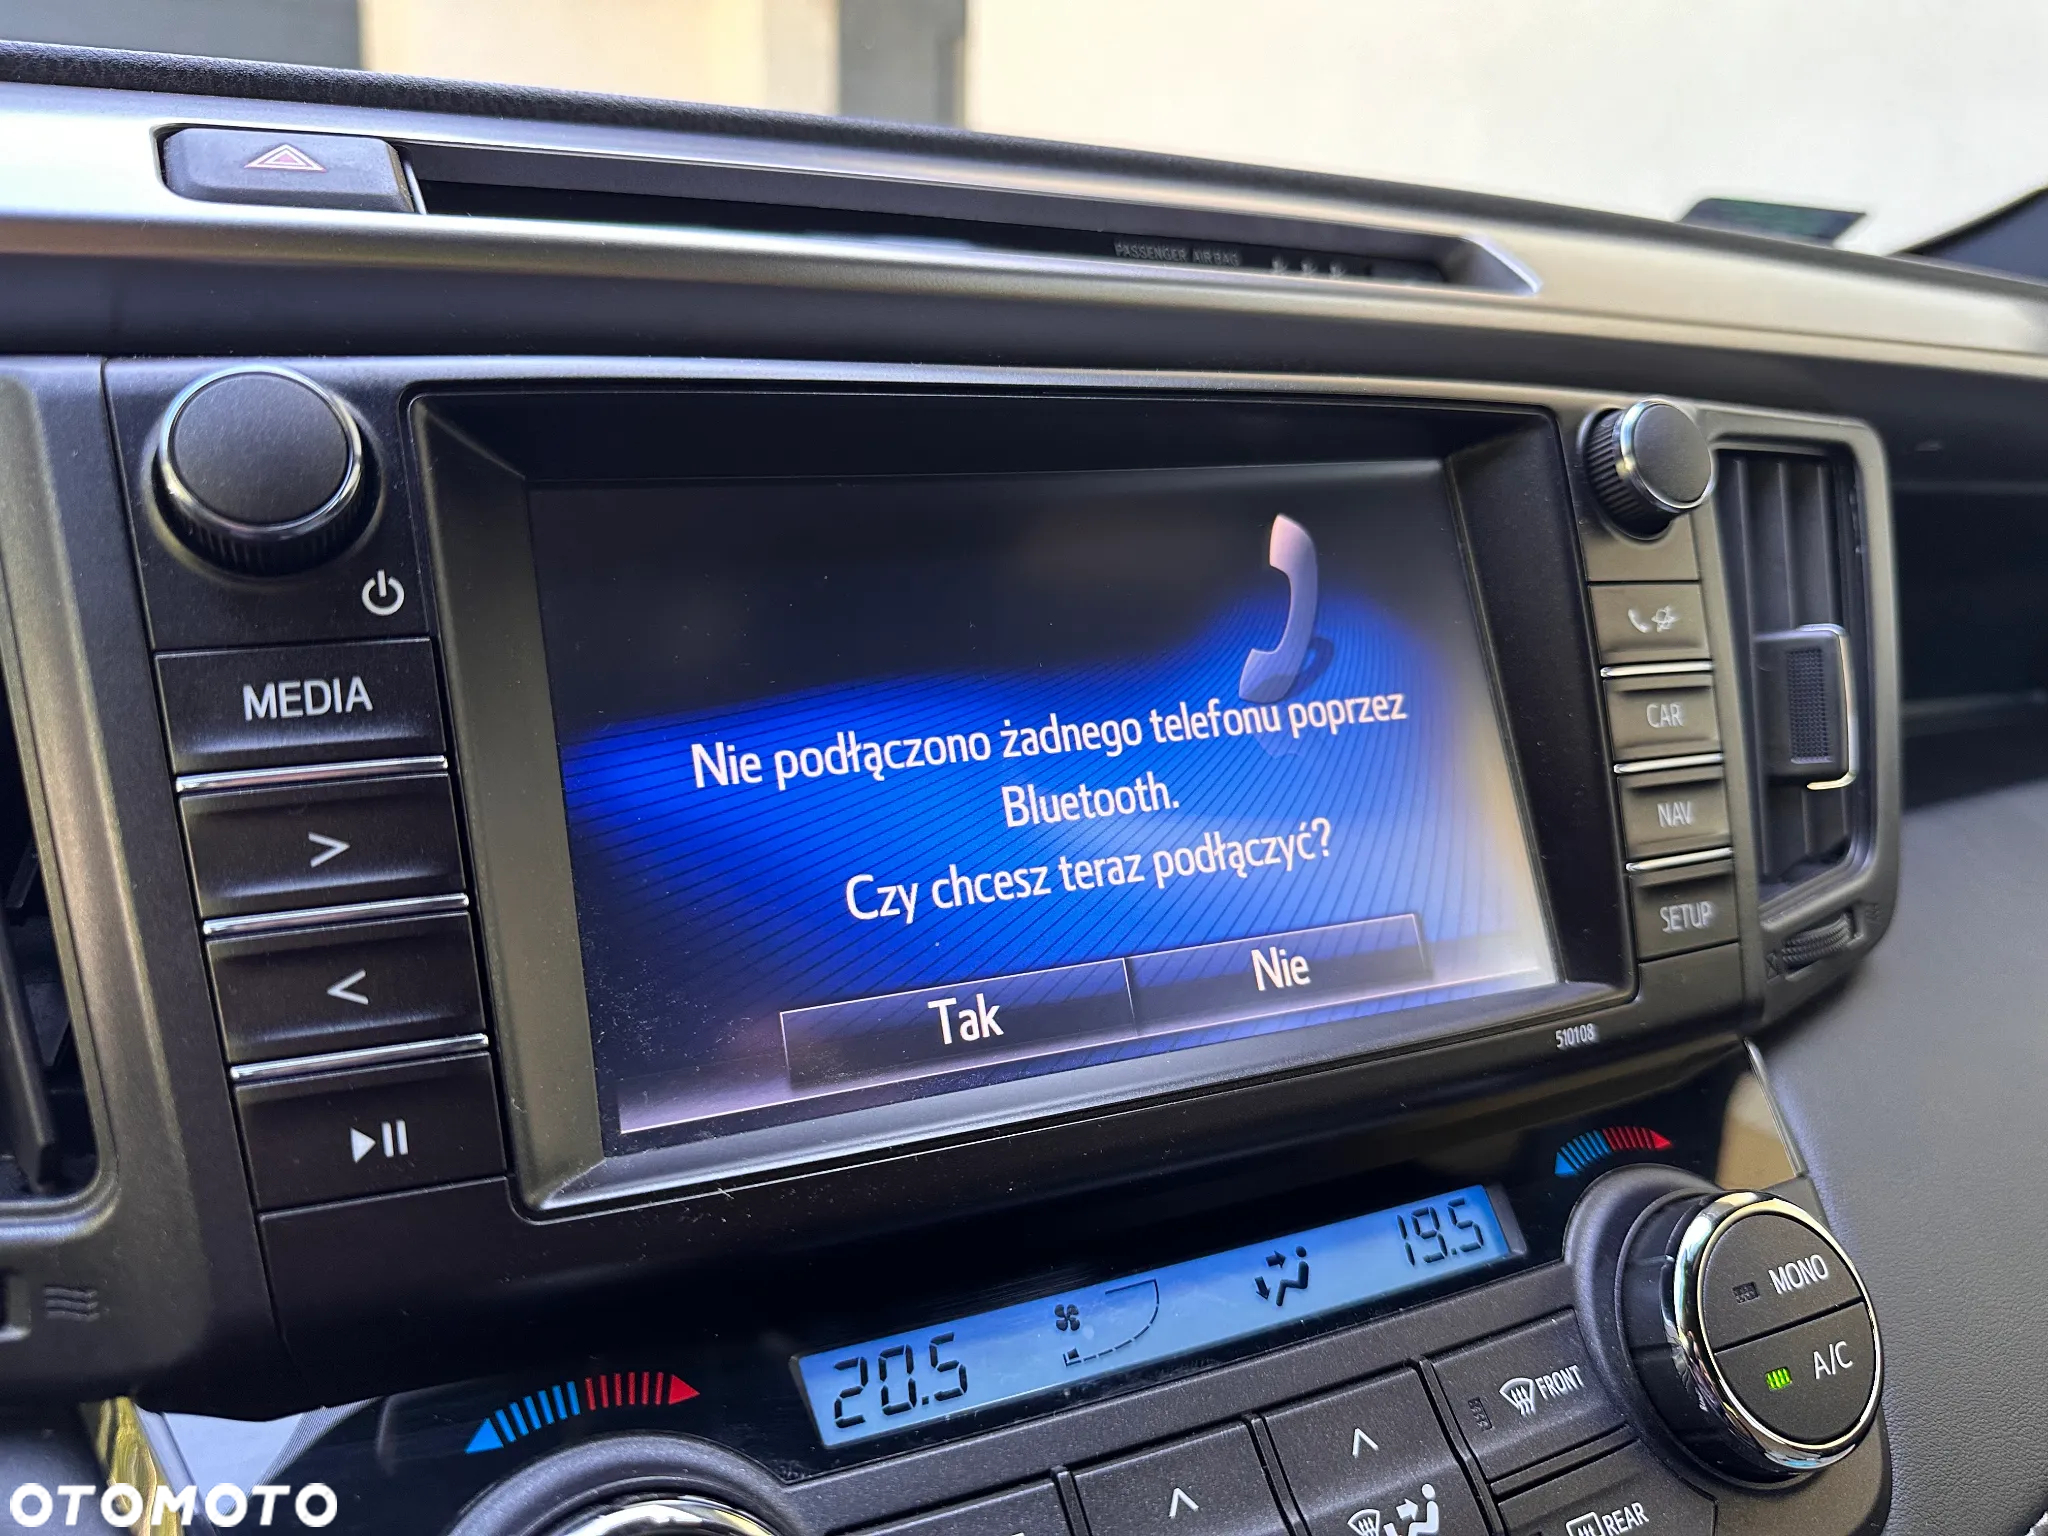 PASSENGER AIRBAG
MEDIA
>
<
Nie podłączono żadnego telefonu poprzez
Bluetooth.
Czy chcesz teraz podłączyć?
Tak
Nie
CAR
NAV
SETUP
510108
20.5
19.5
MONO
A/C
FRONT
REAR
OTOMOTO